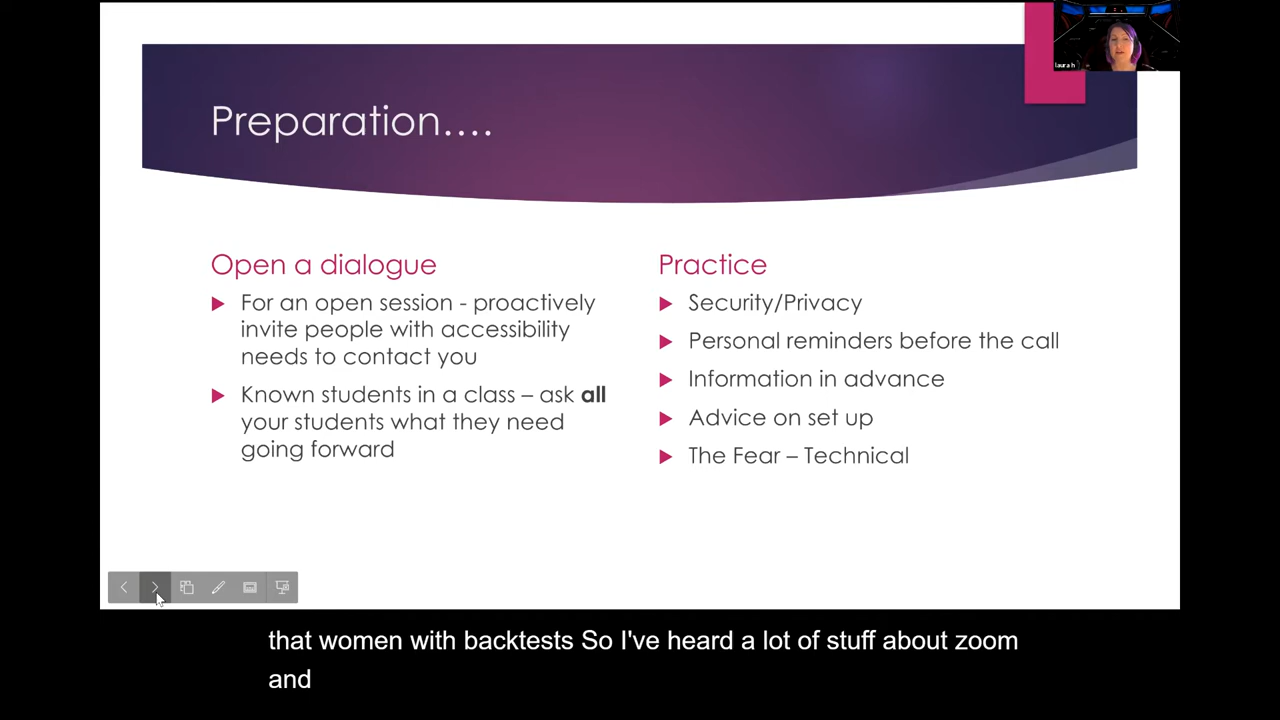 laura h
Preparation….
Open a dialogue
For an open session - proactively
invite people with accessibility
needs to contact you
Known students in a class – ask all
your students what they need
going forward
Practice
Security/Privacy
Personal reminders before the call
Information in advance
Advice on set up
The Fear – Technical
that women with backtests So I've heard a lot of stuff about zoom
and